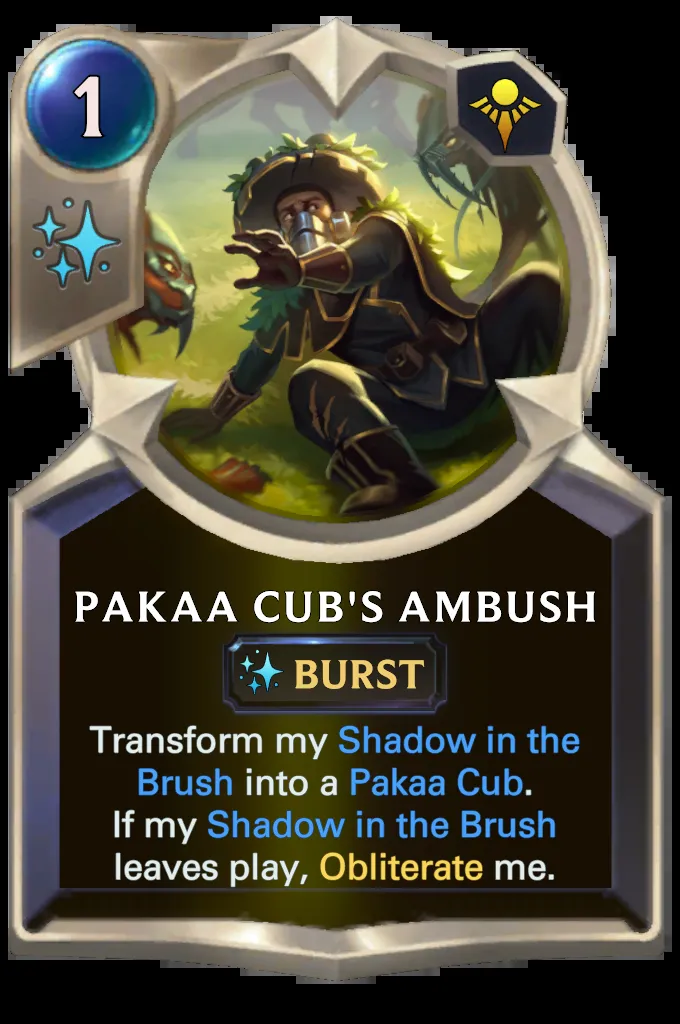 1
PAKAA CUB'S AMBUSH
BURST
Transform my Shadow in the
Brush into a Pakaa Cub.
If my Shadow in the Brush
leaves play, Obliterate me.